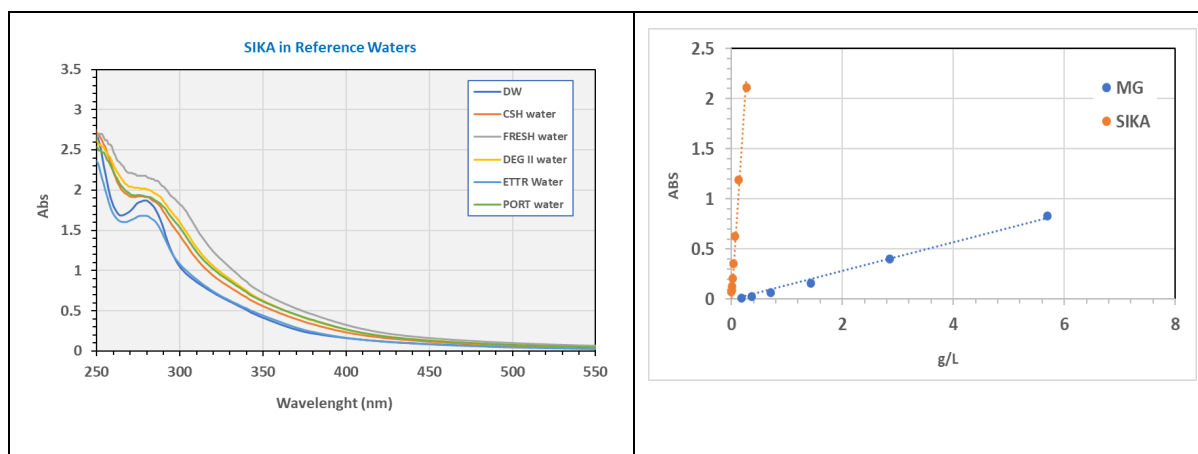 SIKA in Reference Waters
3.5
3
2.5
2
1.5
1
0.5
0
Abs
DW
CSH water
FRESH water
DEG II water
ETTR Water
PORT water
250 300 350 400 450 500 550
Wavelenght (nm)
2.5
2
1.5
1
0.5
0
ABS
MG
SIKA
0 2 4 6 8
g/L